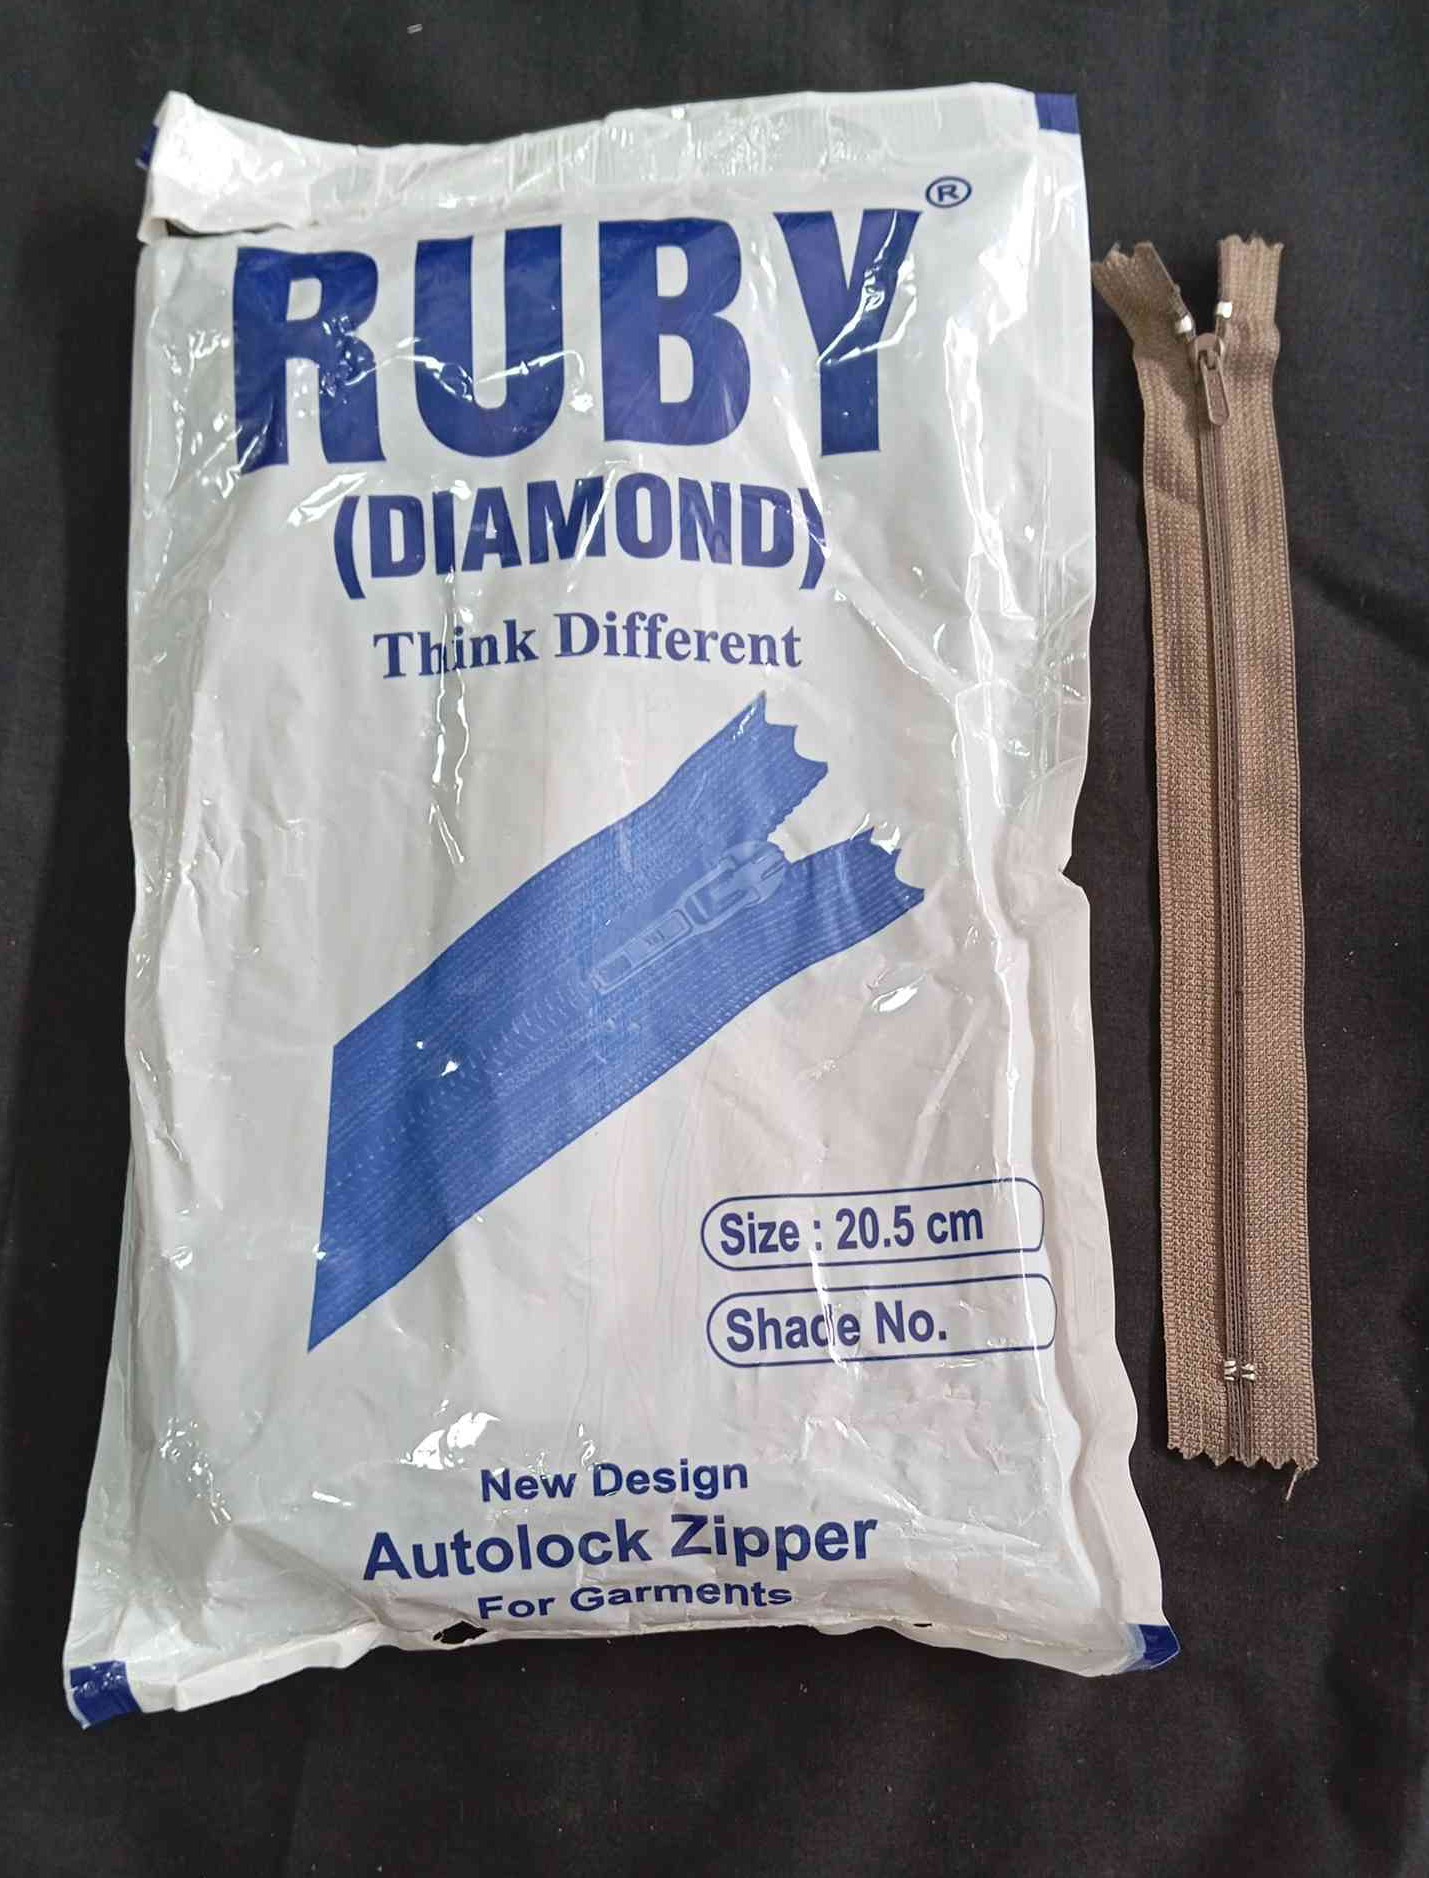 RUBY®
(DIAMOND)
Think Different
Size : 20.5 cm
Shade No.
New Design
Autolock Zipper
For Garments